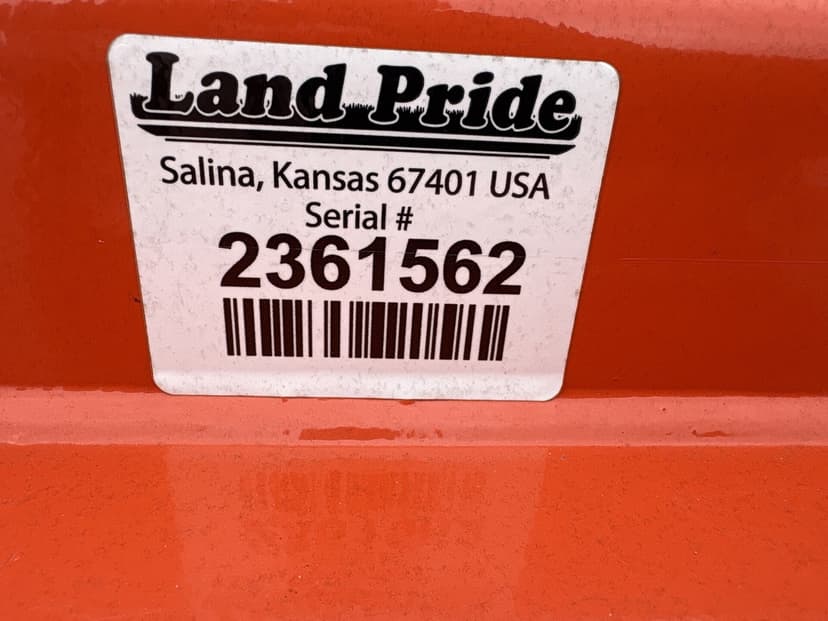 Land Pride
Salina, Kansas 67401 USA
Serial #
2361562